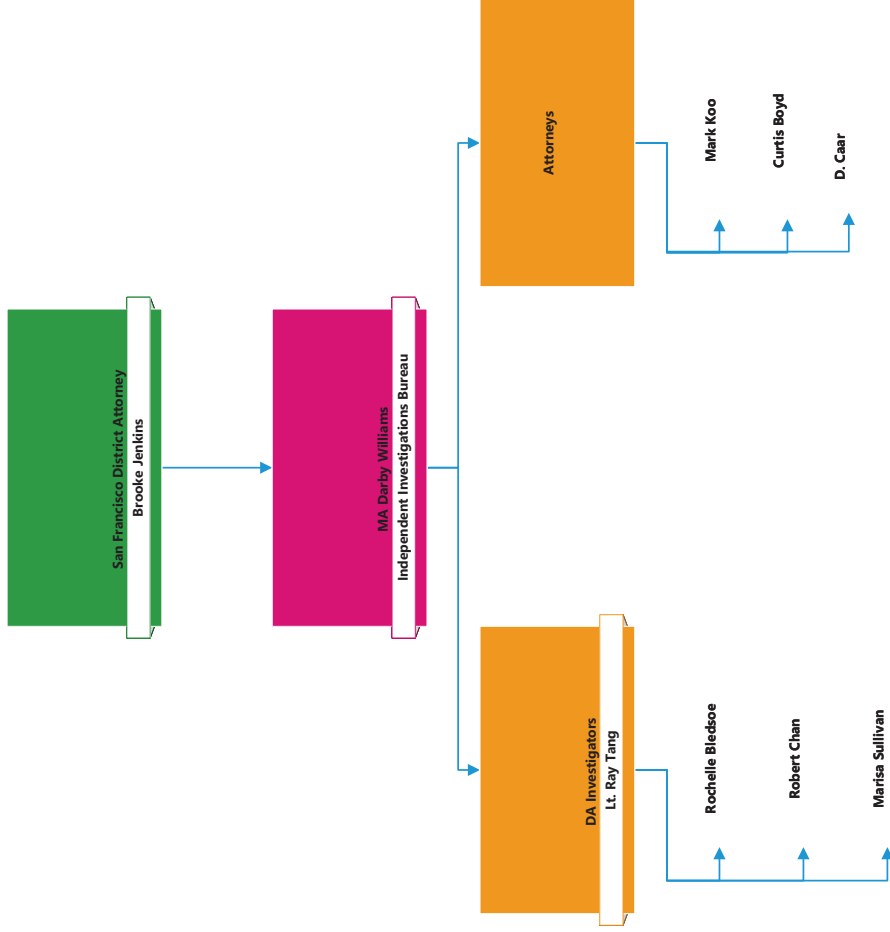 San Francisco District Attorney
Brooke Jenkins
MA Darby Williams
Independent Investigations Bureau
DA Investigators
Lt. Ray Tang
Rochelle Bledsoe
Robert Chan
Marisa Sullivan
Attorneys
Mark Koo
Curtis Boyd
D. Caar